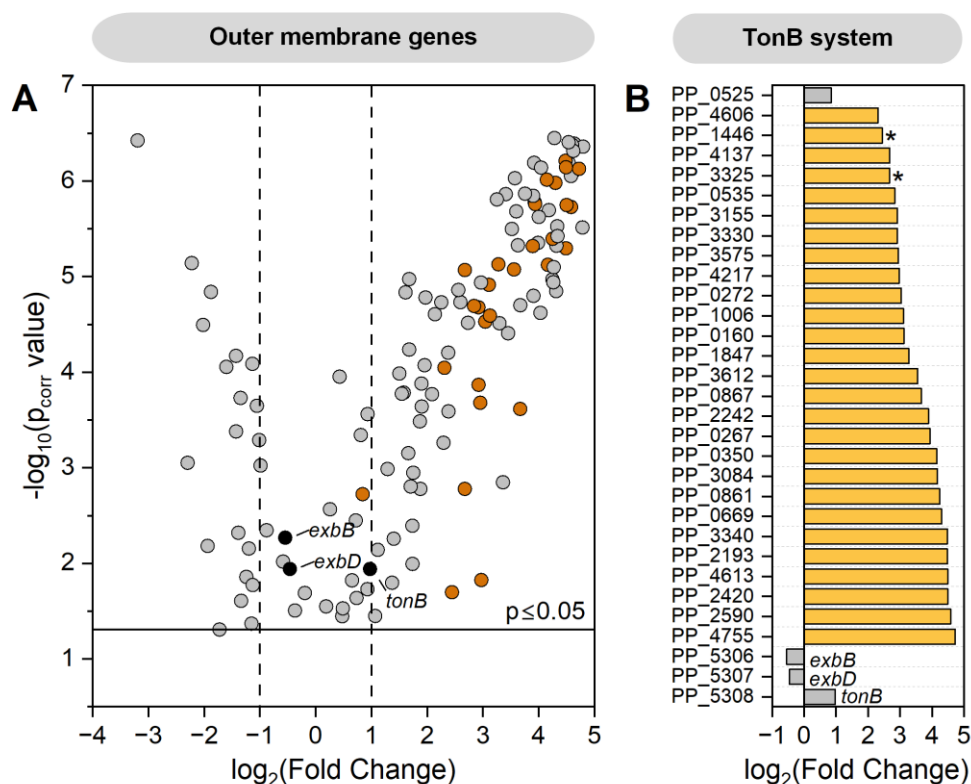 Outer membrane genes
TonB system
A
7
6
5
4
3
2
1
-log10(pcorr value)
exbB
exbD
tonB
p≤0.05
−4
−3
−2
−1
0
1
2
3
4
5
log2(Fold Change)
B
PP_0525
PP_4606
PP_1446
*
PP_4137
PP_3325
*
PP_0535
PP_3155
PP_3330
PP_3575
PP_4217
PP_0272
PP_1006
PP_0160
PP_1847
PP_3612
PP_0867
PP_2242
PP_0267
PP_0350
PP_3084
PP_0861
PP_0669
PP_3340
PP_2193
PP_4613
PP_2420
PP_2590
PP_4755
PP_5306
exbB
PP_5307
exbD
PP_5308
tonB
−1
0
1
2
3
4
5
log2(Fold Change)